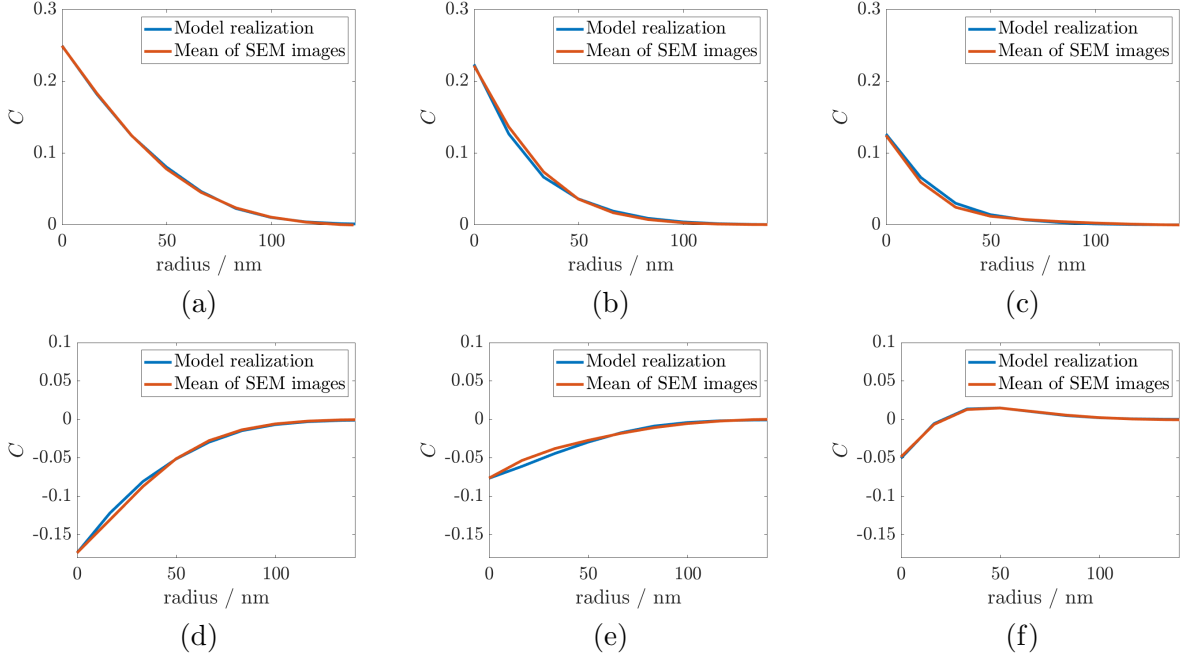 0.3
0.2
0.1
0
C
0
50
100
radius / nm
Model realization
Mean of SEM images
(a)
0.3
0.2
0.1
0
C
0
50
100
radius / nm
Model realization
Mean of SEM images
(b)
0.3
0.2
0.1
0
C
0
50
100
radius / nm
Model realization
Mean of SEM images
(c)
0.1
0.05
0
-0.05
-0.1
-0.15
C
0
50
100
radius / nm
Model realization
Mean of SEM images
(d)
0.1
0.05
0
-0.05
-0.1
-0.15
C
0
50
100
radius / nm
Model realization
Mean of SEM images
(e)
0.1
0.05
0
-0.05
-0.1
-0.15
C
0
50
100
radius / nm
Model realization
Mean of SEM images
(f)